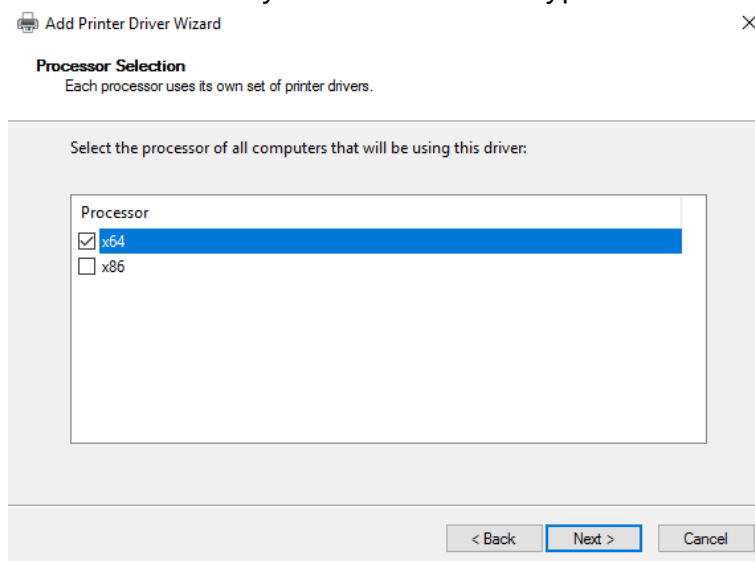 Add Printer Driver Wizard
Processor Selection
Each processor uses its own set of printer drivers.
Select the processor of all computers that will be using this driver:
Processor
x64
x86
< Back Next > Cancel